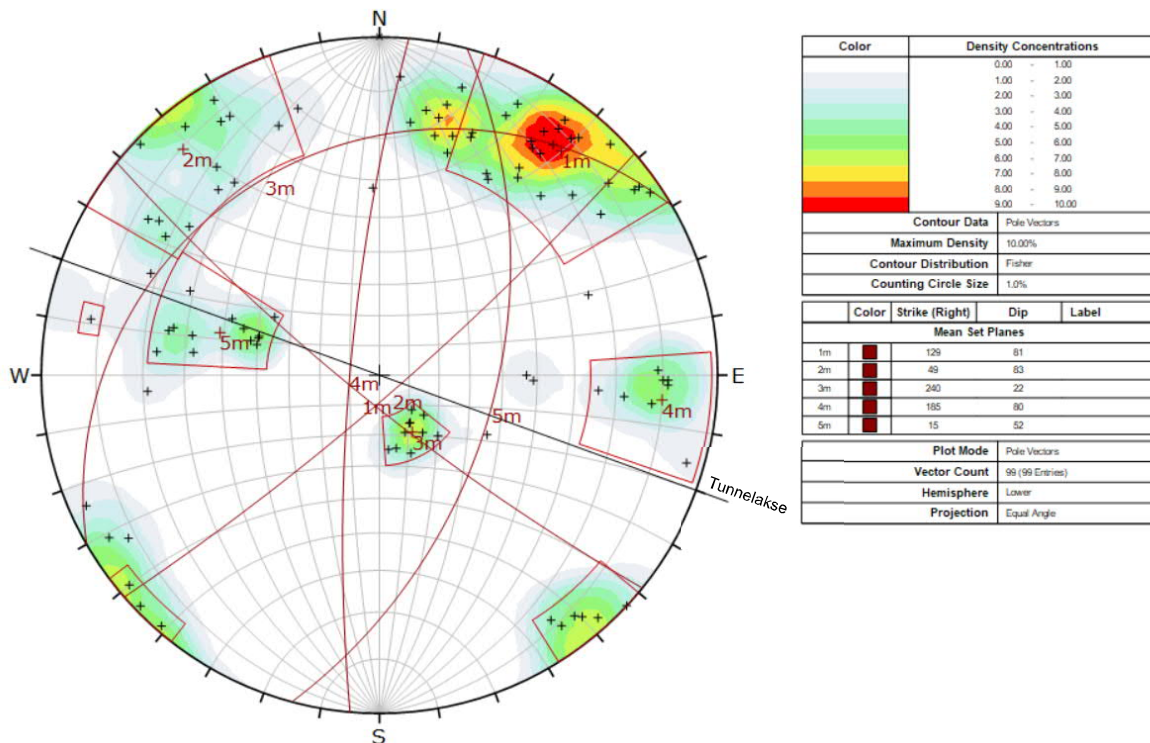 N
2m
1m
3m
5m
W
E
4m
1m
2m
5m
4m
3m
Tunnelakse
S
Color Density Concentrations
0.00 - 1.00
1.00 - 2.00
2.00 - 3.00
3.00 - 4.00
4.00 - 5.00
5.00 - 6.00
6.00 - 7.00
7.00 - 8.00
8.00 - 9.00
9.00 - 10.00
Contour Data Pole Vectors
Maximum Density 10.00%
Contour Distribution Fisher
Counting Circle Size 1.0%
Color Strike (Right) Dip Label
Mean Set Planes
1m 129 81
2m 49 83
3m 240 22
4m 185 80
5m 15 52
Plot Mode Pole Vectors
Vector Count 99 (99 Entries)
Hemisphere Lower
Projection Equal Angle